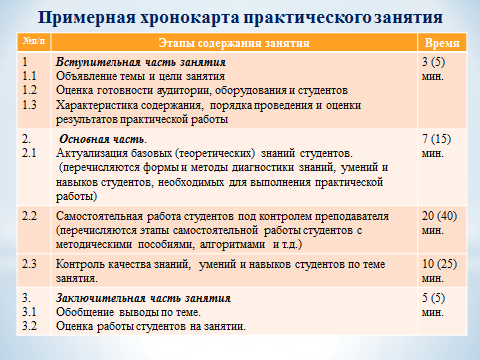 Примерная хронокарта практического занятия
№п/п Этапы содержания занятия Время
1 Вступительная часть занятия 3 (5)
1.1 Объявление темы и цели занятия мин.
1.2 Оценка готовности аудитории, оборудования и студентов
1.3 Характеристика содержания, порядка проведения и оценки
результатов практической работы
2. Основная часть. 7 (15)
2.1 Актуализация базовых (теоретических) знаний студентов. мин.
(перечисляются формы и методы диагностики знаний, умений и
навыков студентов, необходимых для выполнения практической
работы)
2.2 Самостоятельная работа студентов под контролем преподавателя 20 (40)
(перечисляются этапы самостоятельной работы студентов с мин.
методическими пособиями, алгоритмами и т.д.)
2.3 Контроль качества знаний, умений и навыков студентов по теме 10 (25)
занятия. мин.
3. Заключительная часть занятия 5 (5)
3.1 Обобщение выводы по теме. мин.
3.2 Оценка работы студентов на занятии.